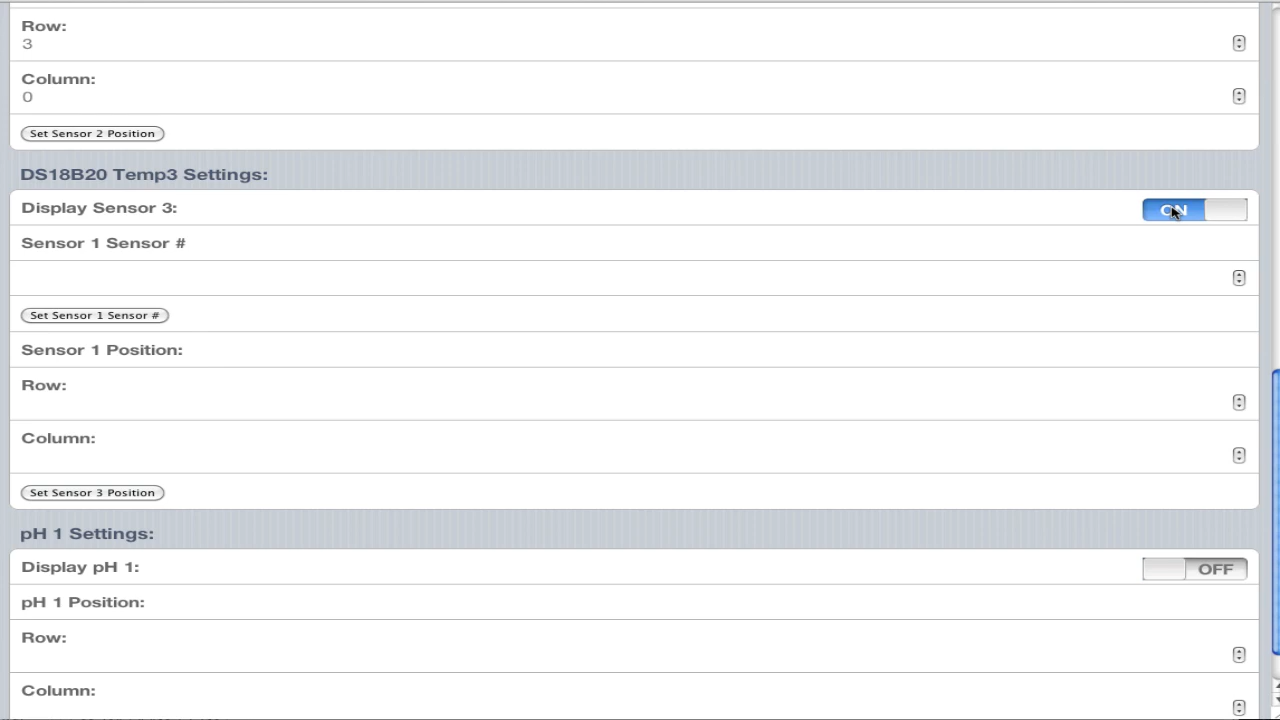 Row:
3
Column:
0
Set Sensor 2 Position
DS18B20 Temp3 Settings:
Display Sensor 3:
ON
Sensor 1 Sensor #
Set Sensor 1 Sensor #
Sensor 1 Position:
Row:
Column:
Set Sensor 3 Position
pH 1 Settings:
Display pH 1:
OFF
pH 1 Position:
Row:
Column: